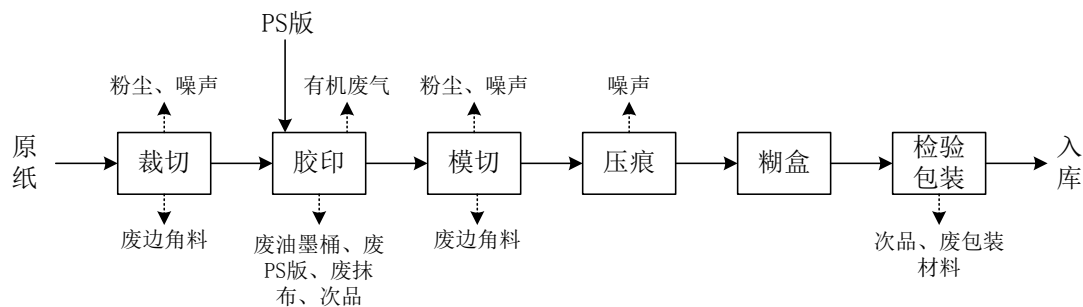 PS版
粉尘、噪声
有机废气
粉尘、噪声
噪声
原
纸
裁切
胶印
模切
压痕
糊盒
检验
包装
入
库
废边角料
废油墨桶、废
PS版、废抹
布、次品
废边角料
次品、废包装
材料